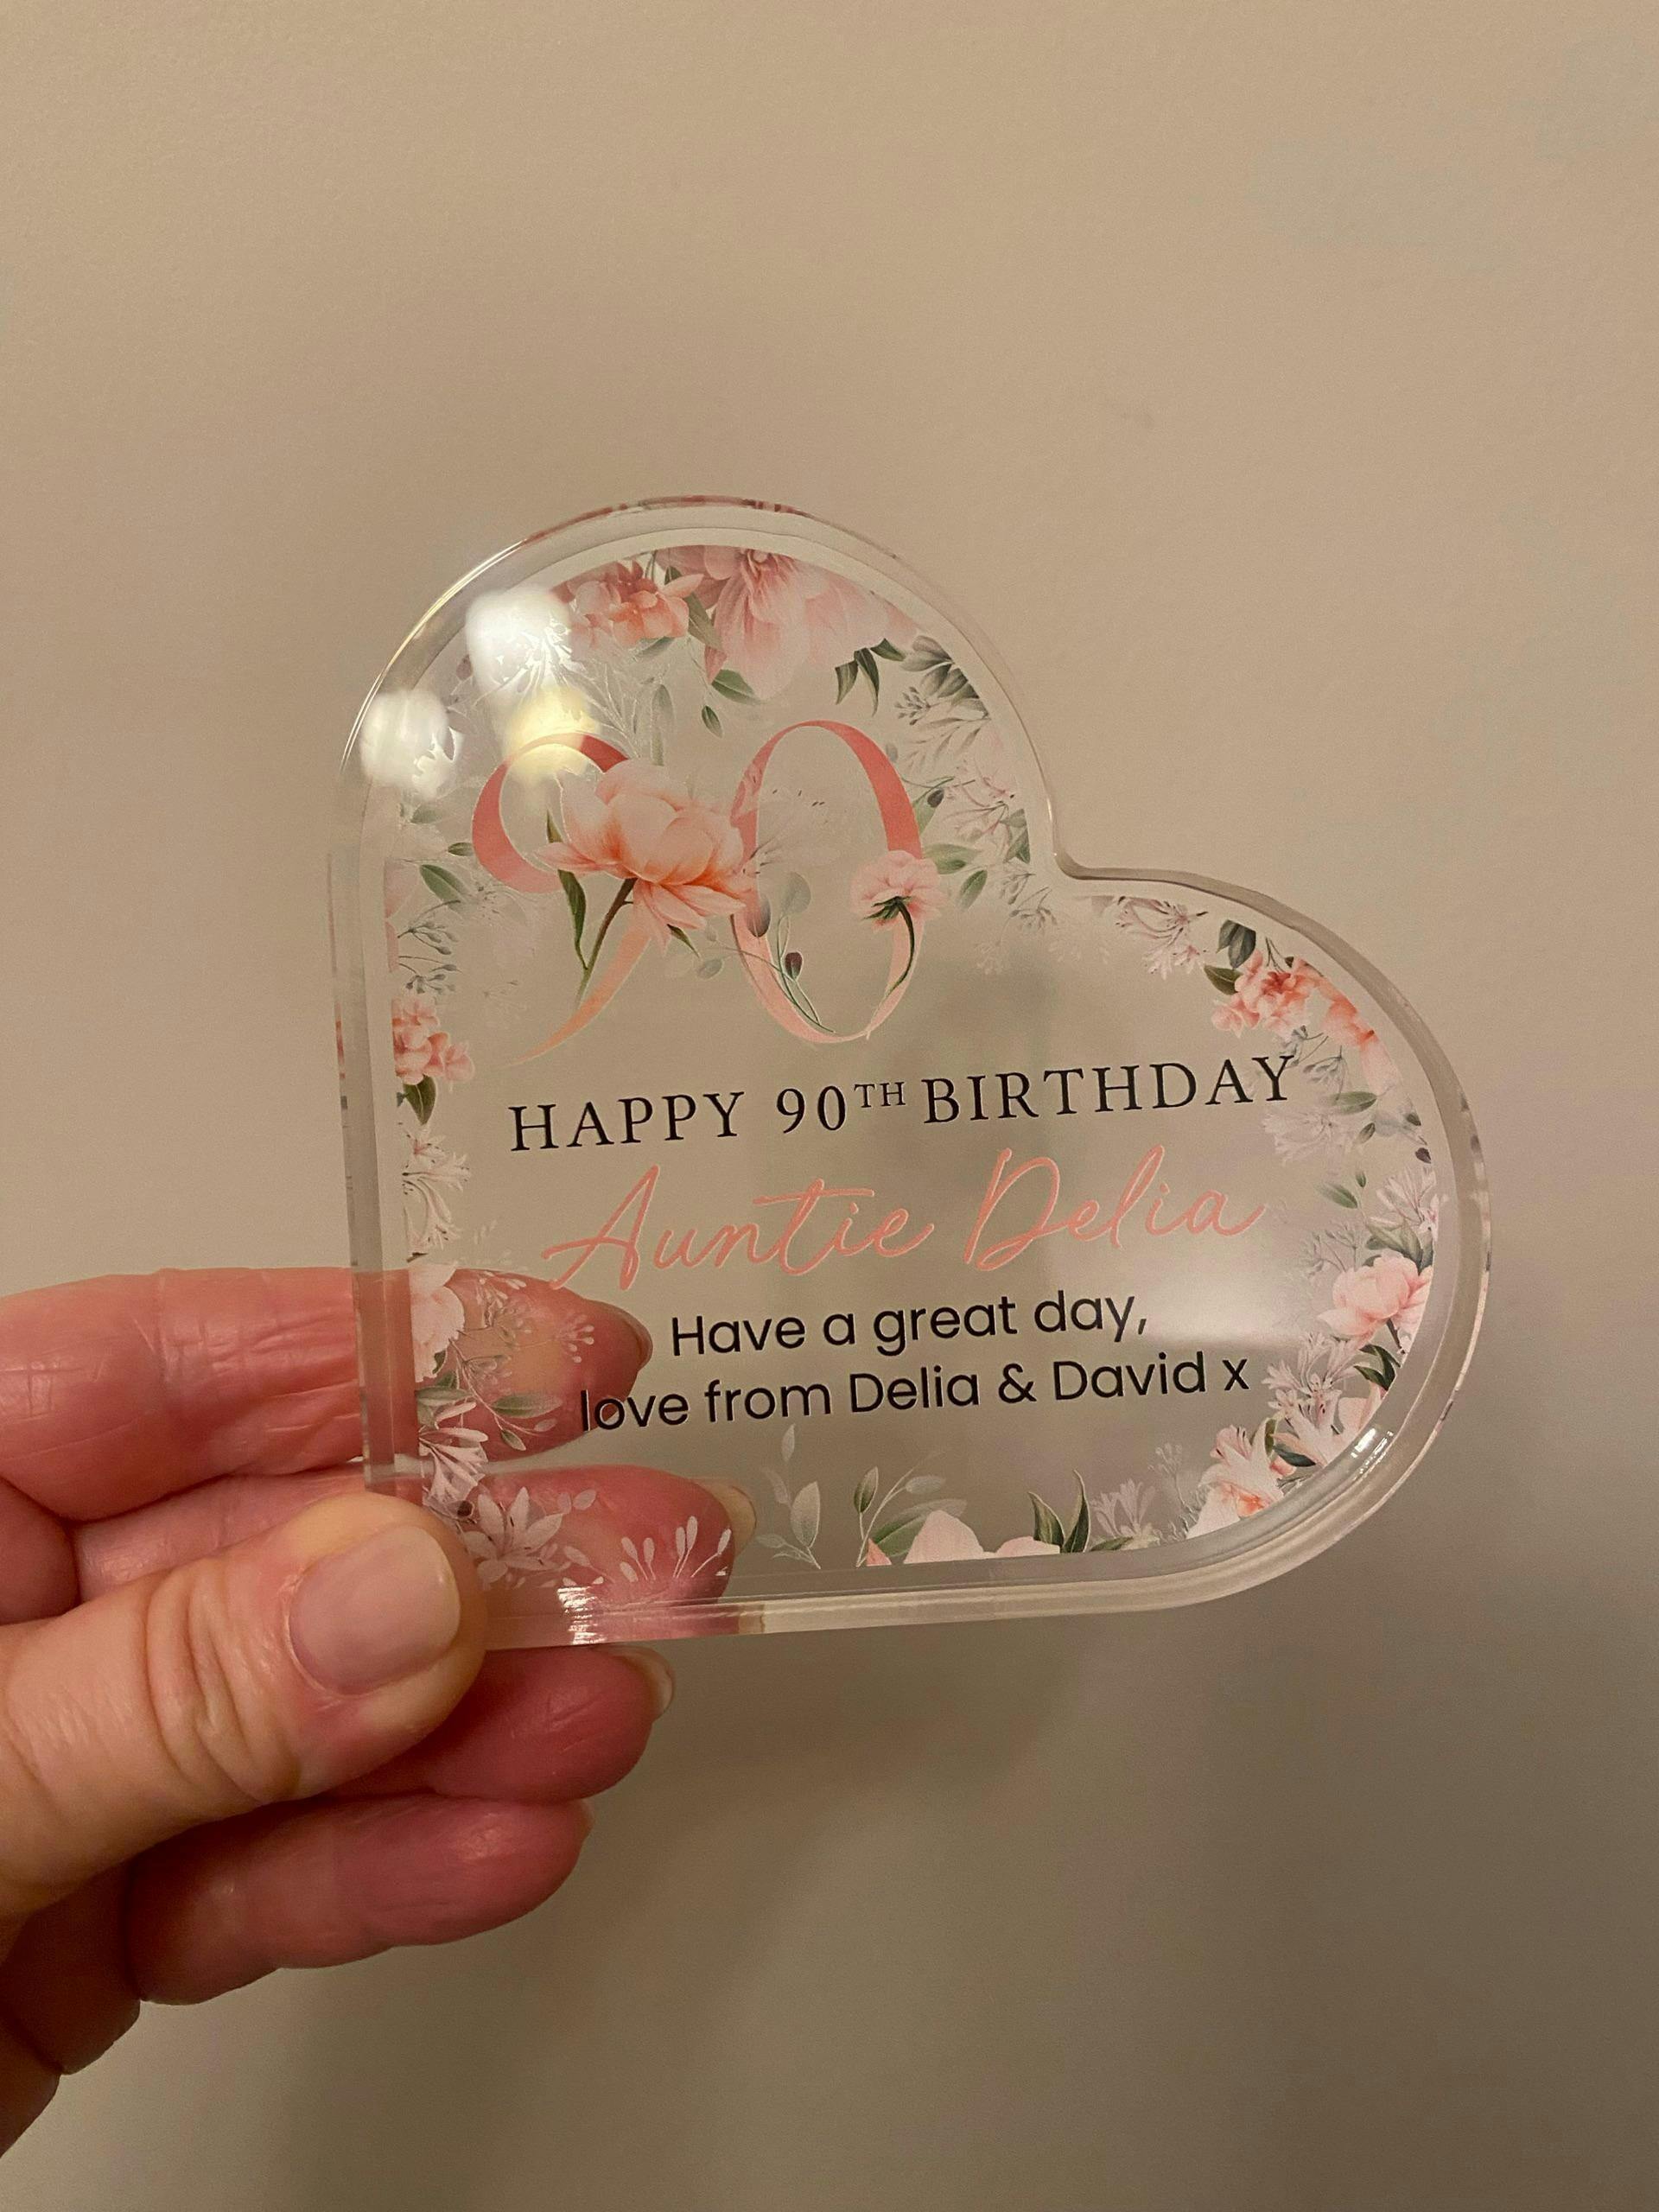 90
HAPPY 90TH BIRTHDAY
Auntie Delia
Have a great day,
love from Delia & David x